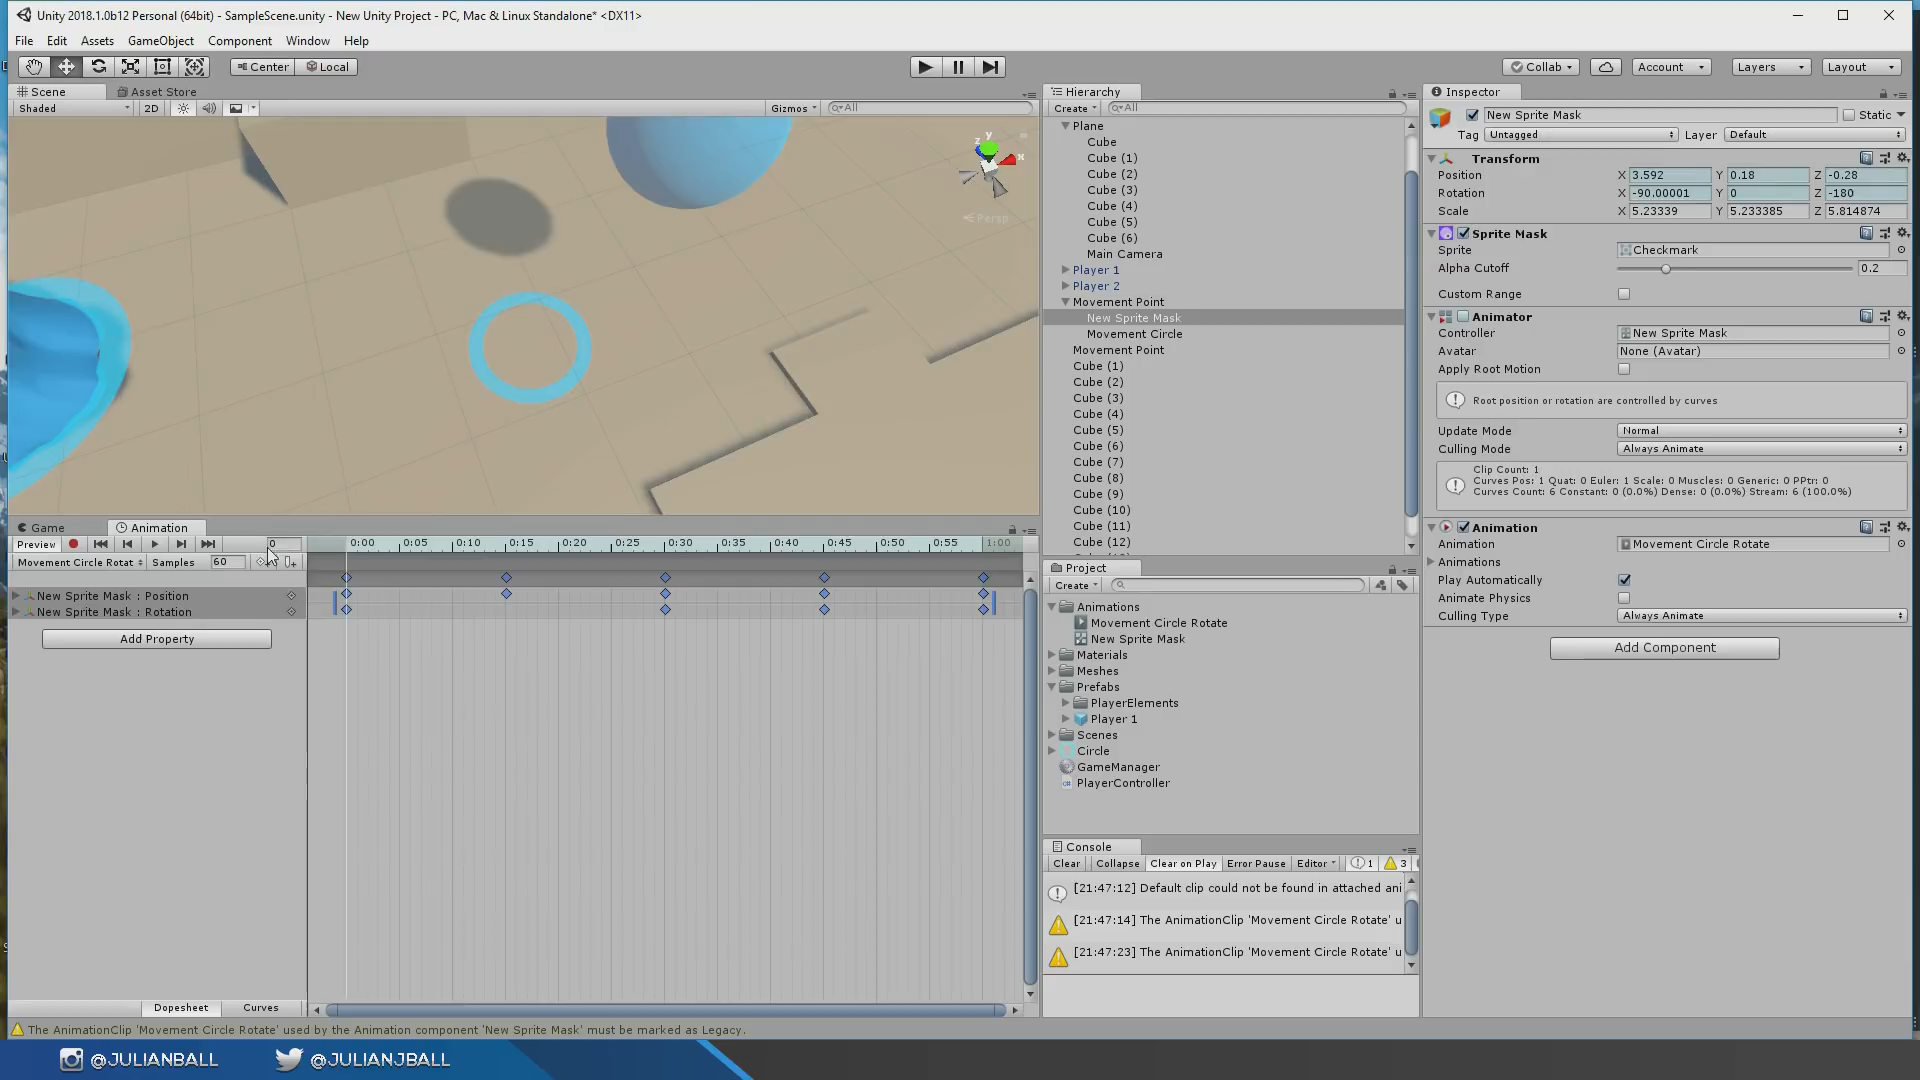 Unity 2018.1.0b12 Personal (64bit) - SampleScene.unity - New Unity Project - PC, Mac & Linux Standalone* <DX11>
File Edit Assets GameObject Component Window Help
Center Local Collab Account Layers Layout
Scene Asset Store
Shaded 2D Gizmos All
y
z x
Persp
Game Animation
Preview 0 0:00 0:05 0:10 0:15 0:20 0:25 0:30 0:35 0:40 0:45 0:50 0:55 1:00
Movement Circle Rotat Samples 60
New Sprite Mask : Position
New Sprite Mask : Rotation
Add Property
Dopesheet Curves
Hierarchy
Create All
Plane
Cube
Cube (1)
Cube (2)
Cube (3)
Cube (4)
Cube (5)
Cube (6)
Main Camera
Player 1
Player 2
Movement Point
New Sprite Mask
Movement Circle
Movement Point
Cube (1)
Cube (2)
Cube (3)
Cube (4)
Cube (5)
Cube (6)
Cube (7)
Cube (8)
Cube (9)
Cube (10)
Cube (11)
Cube (12)
Project
Create
Animations
Movement Circle Rotate
New Sprite Mask
Materials
Meshes
Prefabs
PlayerElements
Player 1
Scenes
Circle
GameManager
PlayerController
Console
Clear Collapse Clear on Play Error Pause Editor 1 3
[21:47:12] Default clip could not be found in attached ani
[21:47:14] The AnimationClip 'Movement Circle Rotate' u
[21:47:23] The AnimationClip 'Movement Circle Rotate' u
Inspector
New Sprite Mask Static
Tag Untagged Layer Default
Transform
Position X 3.592 Y 0.18 Z -0.28
Rotation X -90.00001 Y 0 Z -180
Scale X 5.23339 Y 5.233385 Z 5.814874
Sprite Mask
Sprite Checkmark
Alpha Cutoff 0.2
Custom Range
Animator
Controller New Sprite Mask
Avatar None (Avatar)
Apply Root Motion
Root position or rotation are controlled by curves
Update Mode Normal
Culling Mode Always Animate
Clip Count: 1
Curves Pos: 1 Quat: 0 Euler: 1 Scale: 0 Muscles: 0 Generic: 0 PPtr: 0
Curves Count: 6 Constant: 0 (0.0%) Dense: 0 (0.0%) Stream: 6 (100.0%)
Animation
Animation Movement Circle Rotate
Animations
Play Automatically
Animate Physics
Culling Type Always Animate
Add Component
The AnimationClip 'Movement Circle Rotate' used by the Animation component 'New Sprite Mask' must be marked as Legacy.
@JULIANBALL @JULIANJBALL